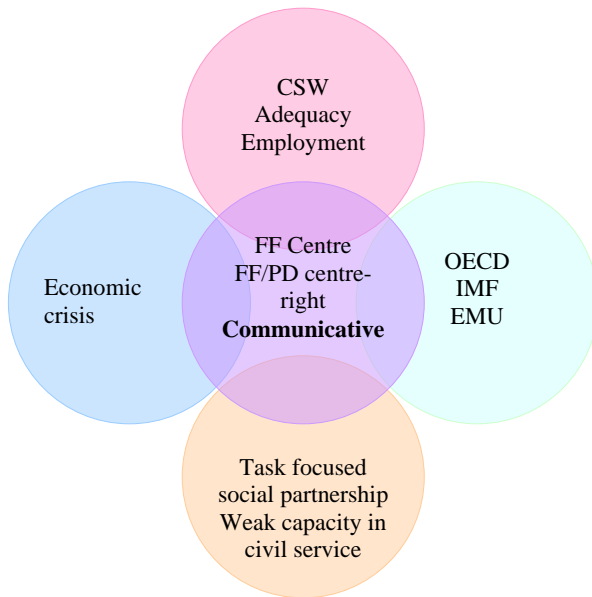 CSW
Adequacy
Employment
FF Centre
FF/PD centre-
right
Communicative
Economic
crisis
OECD
IMF
EMU
Task focused
social partnership
Weak capacity in
civil service